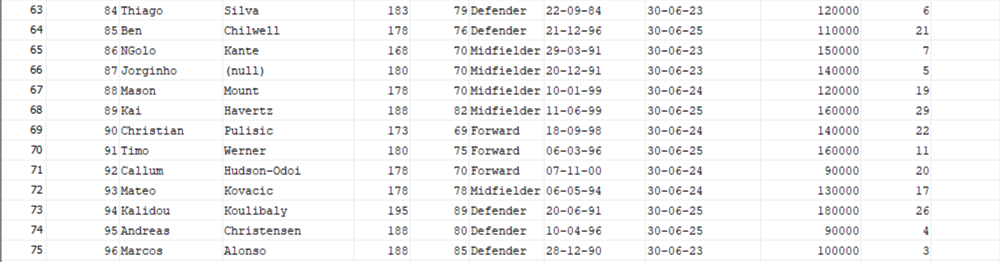 63 84 Thiago Silva 183 79 Defender 22-09-84 30-06-23 120000 6
64 85 Ben Chilwell 178 76 Defender 21-12-96 30-06-25 110000 21
65 86 NGolo Kante 168 70 Midfielder 29-03-91 30-06-23 150000 7
66 87 Jorginho (null) 180 70 Midfielder 20-12-91 30-06-23 140000 5
67 88 Mason Mount 178 70 Midfielder 10-01-99 30-06-24 120000 19
68 89 Kai Havertz 188 82 Midfielder 11-06-99 30-06-25 160000 29
69 90 Christian Pulisic 173 69 Forward 18-09-98 30-06-24 140000 22
70 91 Timo Werner 180 75 Forward 06-03-96 30-06-25 160000 11
71 92 Callum Hudson-Odoi 178 70 Forward 07-11-00 30-06-24 90000 20
72 93 Mateo Kovacic 178 78 Midfielder 06-05-94 30-06-24 130000 17
73 94 Kalidou Koulibaly 195 89 Defender 20-06-91 30-06-25 180000 26
74 95 Andreas Christensen 188 80 Defender 10-04-96 30-06-25 90000 4
75 96 Marcos Alonso 188 85 Defender 28-12-90 30-06-23 100000 3